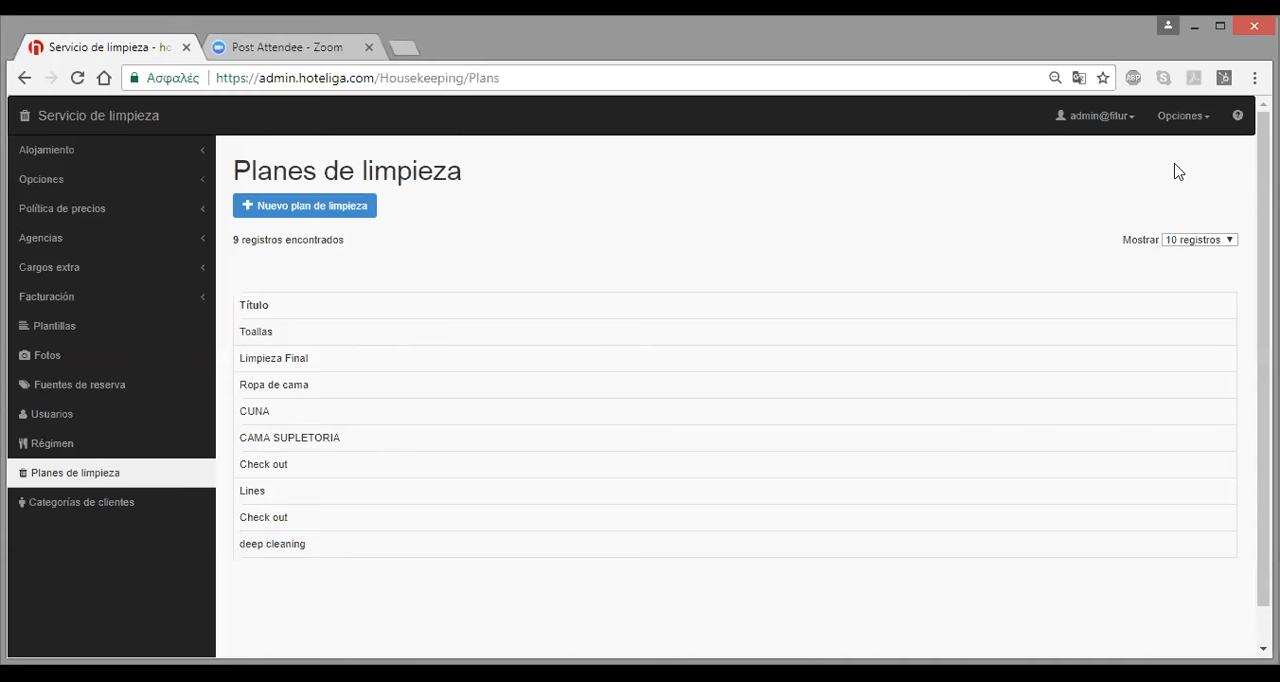 Servicio de limpieza - ho
Post Attendee - Zoom
Ασφαλές
https://admin.hoteliga.com/Housekeeping/Plans
ABP
Servicio de limpieza
admin@fitur
Opciones
Alojamiento
Opciones
Política de precios
Agencias
Cargos extra
Facturación
Plantillas
Fotos
Fuentes de reserva
Usuarios
Régimen
Planes de limpieza
Categorías de clientes
Planes de limpieza
Nuevo plan de limpieza
9 registros encontrados
Mostrar 10 registros
Título
Toallas
Limpieza Final
Ropa de cama
CUNA
CAMA SUPLETORIA
Check out
Lines
Check out
deep cleaning